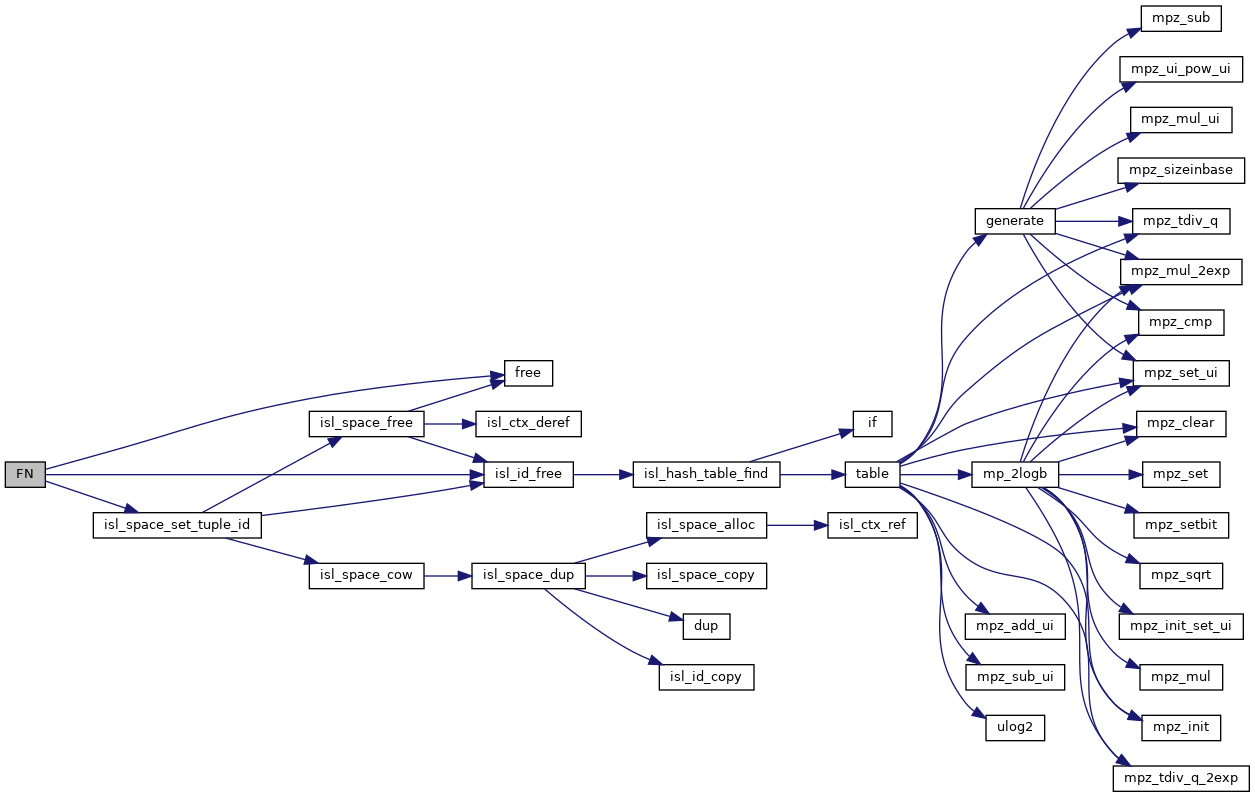 FN
free
isl_space_free
isl_ctx_deref
isl_id_free
isl_space_set_tuple_id
isl_space_cow
isl_hash_table_find
isl_space_alloc
isl_space_dup
isl_space_copy
dup
isl_id_copy
if
table
isl_ctx_ref
generate
mp_2logb
mpz_add_ui
mpz_sub_ui
ulog2
mpz_sub
mpz_ui_pow_ui
mpz_mul_ui
mpz_sizeinbase
mpz_tdiv_q
mpz_mul_2exp
mpz_cmp
mpz_set_ui
mpz_clear
mpz_set
mpz_setbit
mpz_sqrt
mpz_init_set_ui
mpz_mul
mpz_init
mpz_tdiv_q_2exp